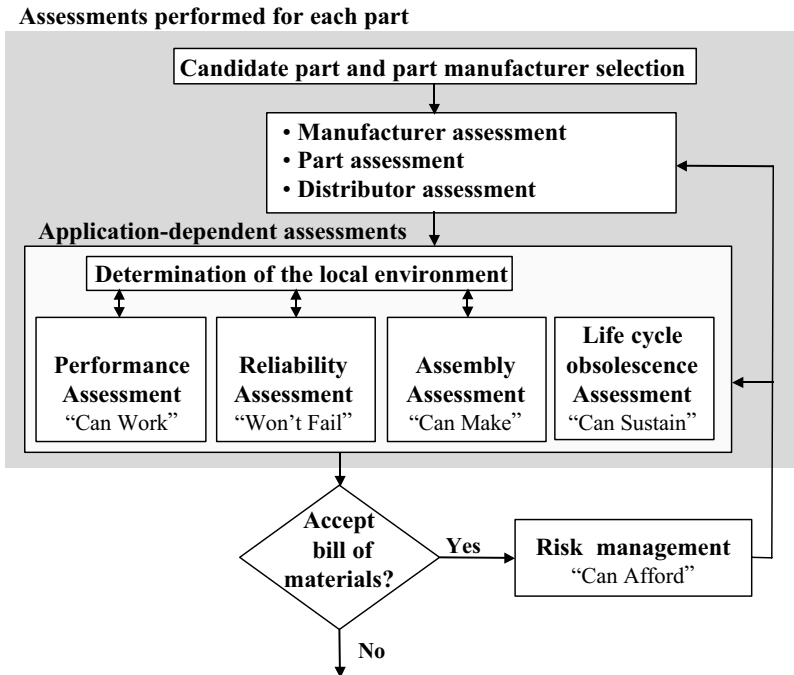 Assessments performed for each part
Candidate part and part manufacturer selection
• Manufacturer assessment
• Part assessment
• Distributor assessment
Application-dependent assessments
Determination of the local environment
Performance
Assessment
“Can Work”
Reliability
Assessment
“Won’t Fail”
Assembly
Assessment
“Can Make”
Life cycle
obsolescence
Assessment
“Can Sustain”
Accept
bill of
materials?
Yes
Risk management
“Can Afford”
No